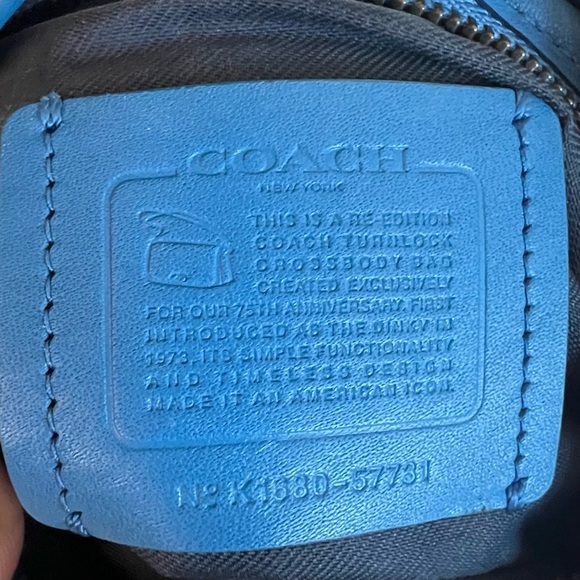 COACH
NEW YORK
THIS IS A RE-EDITION
COACH TURNLOCK
CROSSBODY BAG
CREATED EXCLUSIVELY
FOR OUR 75TH ANNIVERSARY. FIRST
INTRODUCED AS THE DINKY IN
1973, ITS SIMPLE FUNCTIONALITY
AND TIMELESS DESIGN
MADE IT AN AMERICAN ICON.
No K1680-57731